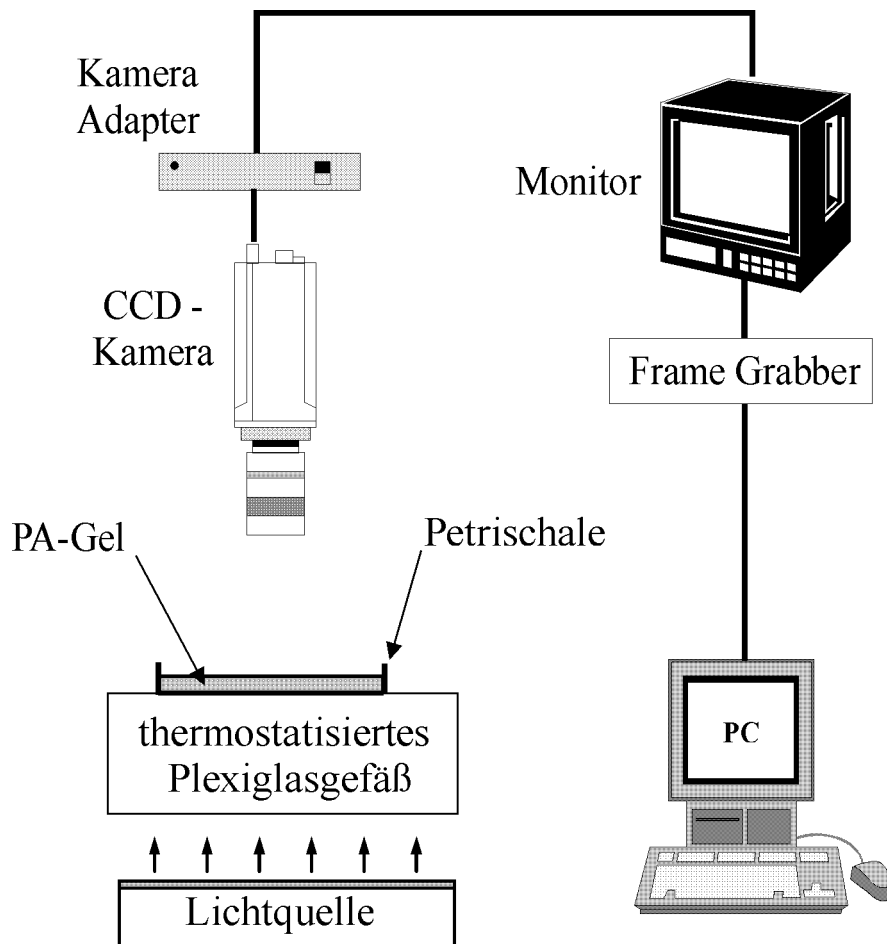 Kamera
Adapter
Monitor
CCD -
Kamera
Frame Grabber
PA-Gel
Petrischale
thermostatisiertes
Plexiglasgefäß
PC
Lichtquelle